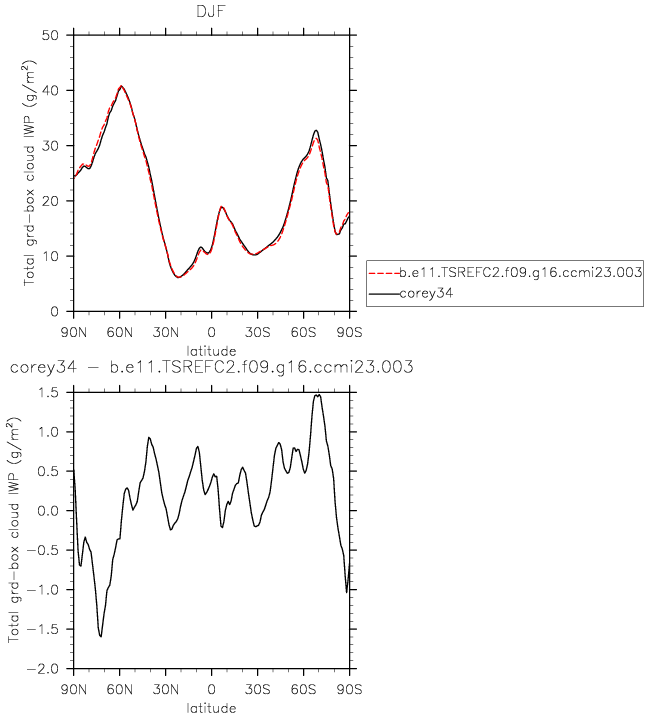 DJF
50
40
30
20
10
0
Total grd-box cloud IWP (g/m²)
90N 60N 30N 0 30S 60S 90S
latitude
b.e11.TSREFC2.f09.g16.ccmi23.003
corey34
corey34 - b.e11.TSREFC2.f09.g16.ccmi23.003
1.5
1.0
0.5
0.0
-0.5
-1.0
-1.5
-2.0
Total grd-box cloud IWP (g/m²)
90N 60N 30N 0 30S 60S 90S
latitude